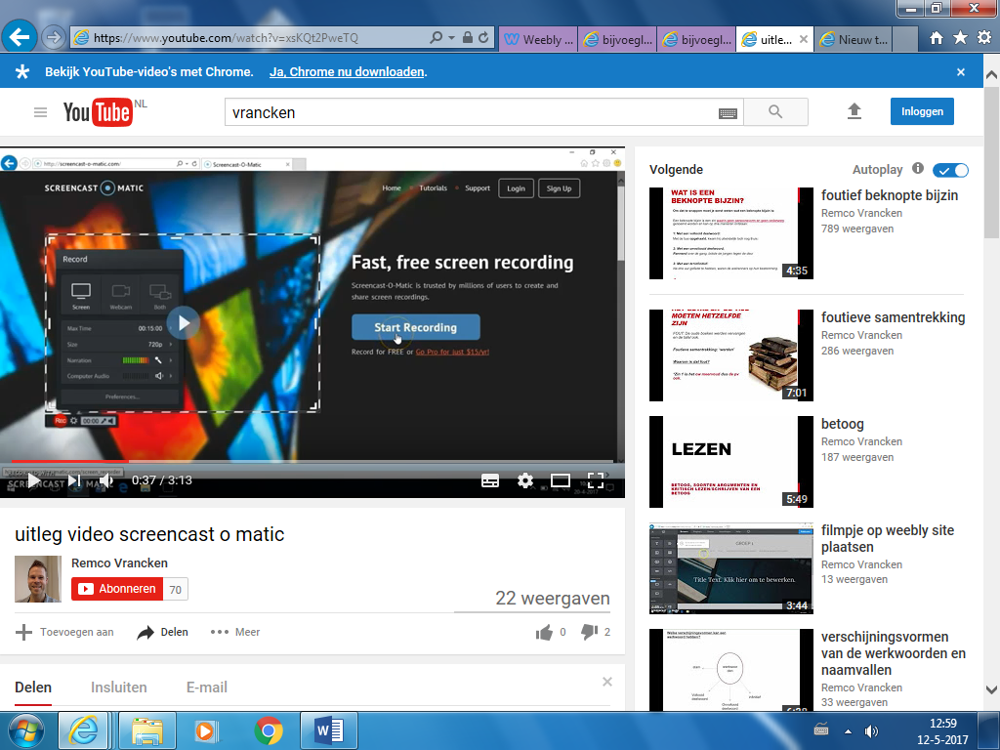 https://www.youtube.com/watch?v=xsKQt2PweTQ
Weebly ...
bijvoegl...
bijvoegl...
uitle...
Nieuw t...
Bekijk YouTube-video's met Chrome. Ja, Chrome nu downloaden.
YouTube NL
vrancken
Inloggen
http://screencast-o-matic.com/
Screencast-O-Matic
SCREENCAST MATIC
Home
Tutorials
Support
Login
Sign Up
Record
Screen
Webcam
Both
Max Time 00:15:00
Size 720p
Narration
Computer Audio
Preferences...
Rec 00:00
Fast, free screen recording
Screencast-O-Matic is trusted by millions of users to create and
share screen recordings.
Start Recording
Record for FREE or Go Pro for just $15/yr!
SCREENCAST MA
0:37 / 3:13
uitleg video screencast o matic
Remco Vrancken
Abonneren 70
22 weergaven
Toevoegen aan
Delen
Meer
0
2
Delen
Insluiten
E-mail
Volgende
Autoplay
WAT IS EEN
BEKNOPTE BIJZIN?
4:35
foutief beknopte bijzin
Remco Vrancken
789 weergaven
MOETEN HETZELFDE
ZIJN
7:01
foutieve samentrekking
Remco Vrancken
286 weergaven
LEZEN
BETOOG, SOORTEN ARGUMENTEN EN
KRITISCH LEZEN/SCHRIJVEN VAN EEN
BETOOG
5:49
betoog
Remco Vrancken
187 weergaven
Title Text. Klik hier om te bewerken.
3:44
filmpje op weebly site
plaatsen
Remco Vrancken
13 weergaven
verschijningsvormen
van de werkwoorden en
naamvallen
Remco Vrancken
33 weergaven
12:59
12-5-2017